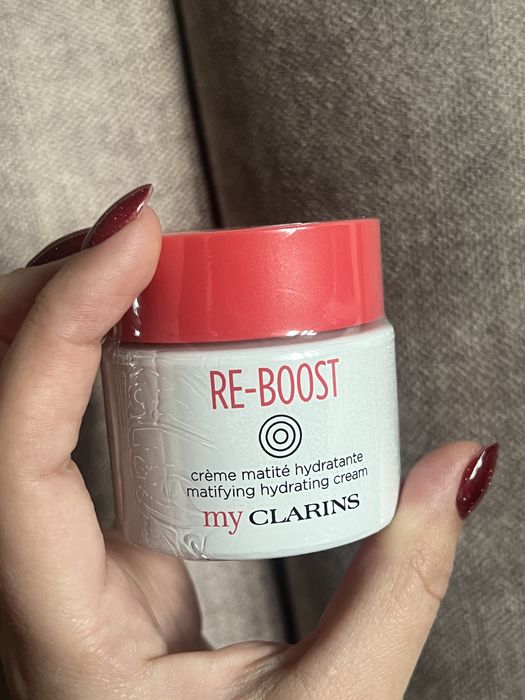 RE-BOOST
crème matité hydratante
matifying hydrating cream
my CLARINS